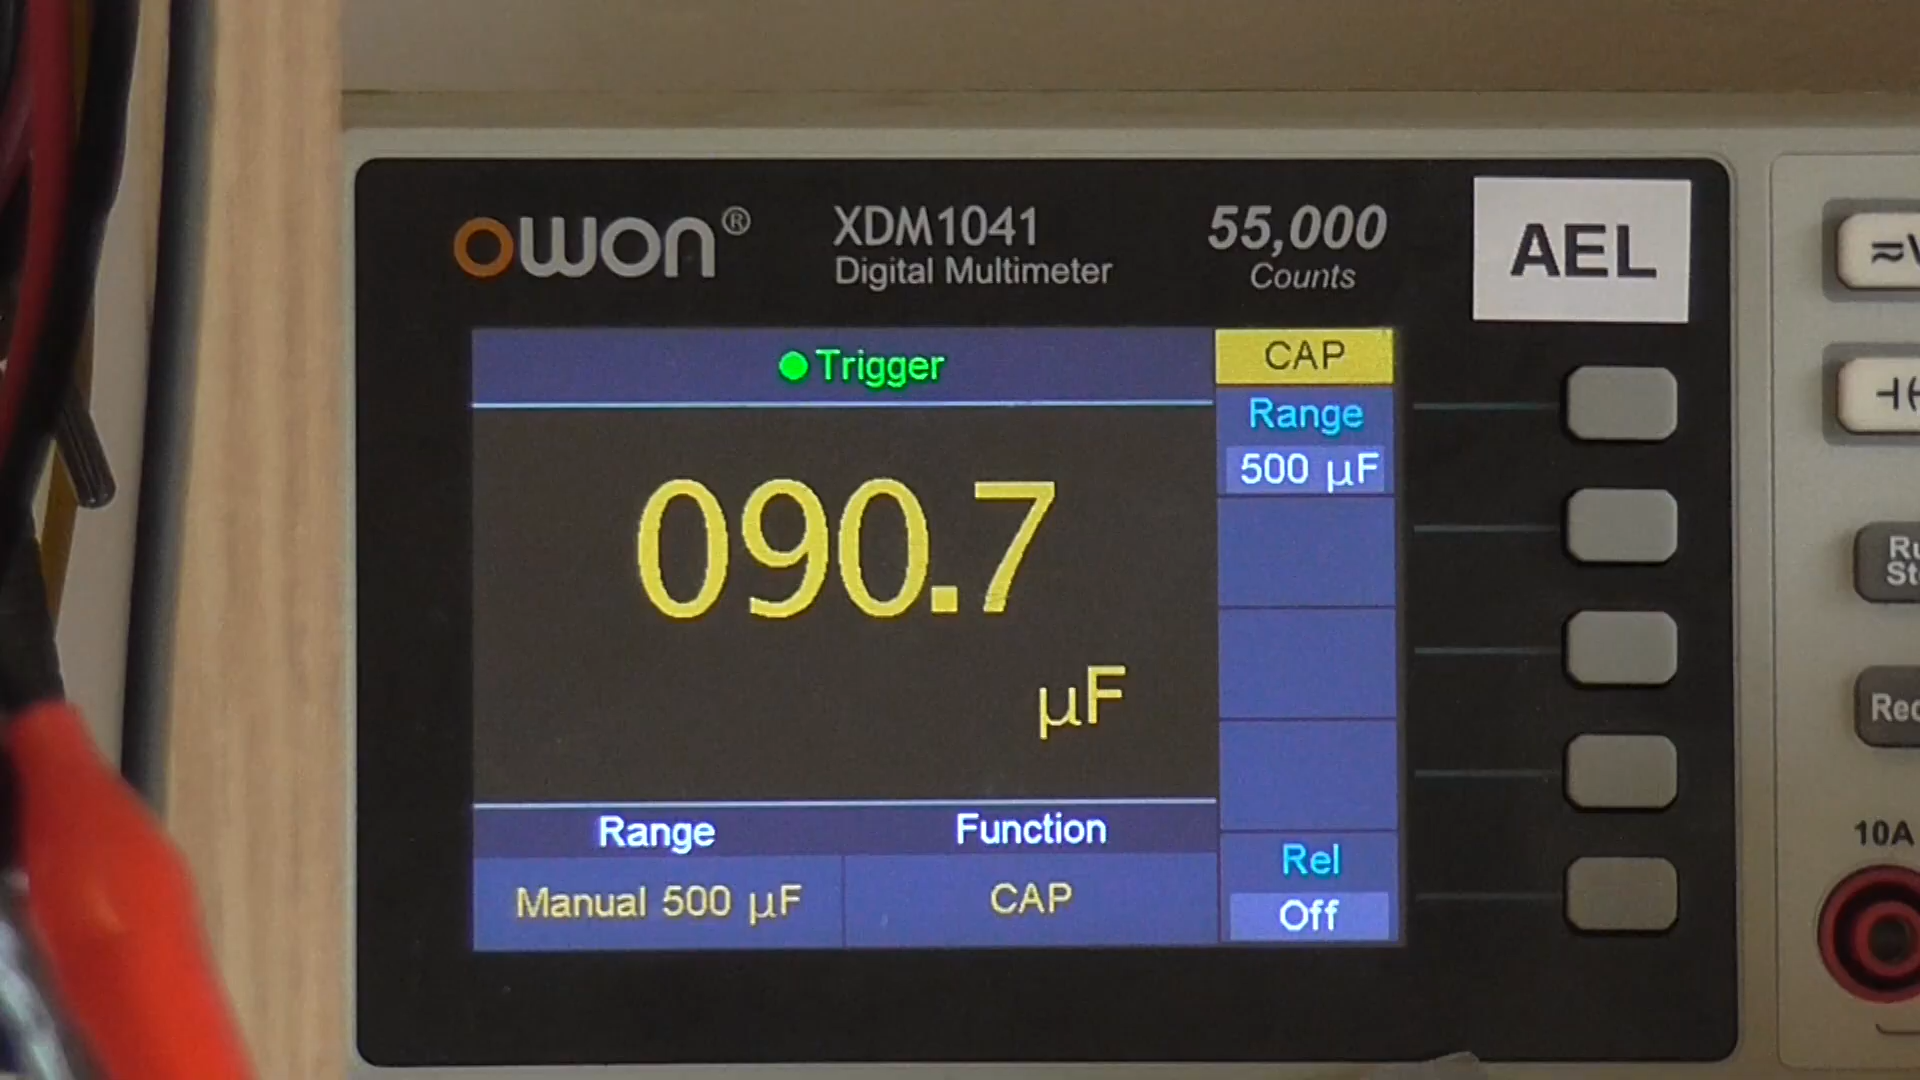 owon®
XDM1041
Digital Multimeter
55,000
Counts
AEL
Trigger
090.7
µF
Range
Function
Manual 500 µF
CAP
CAP
Range
500 µF
Rel
Off
10A